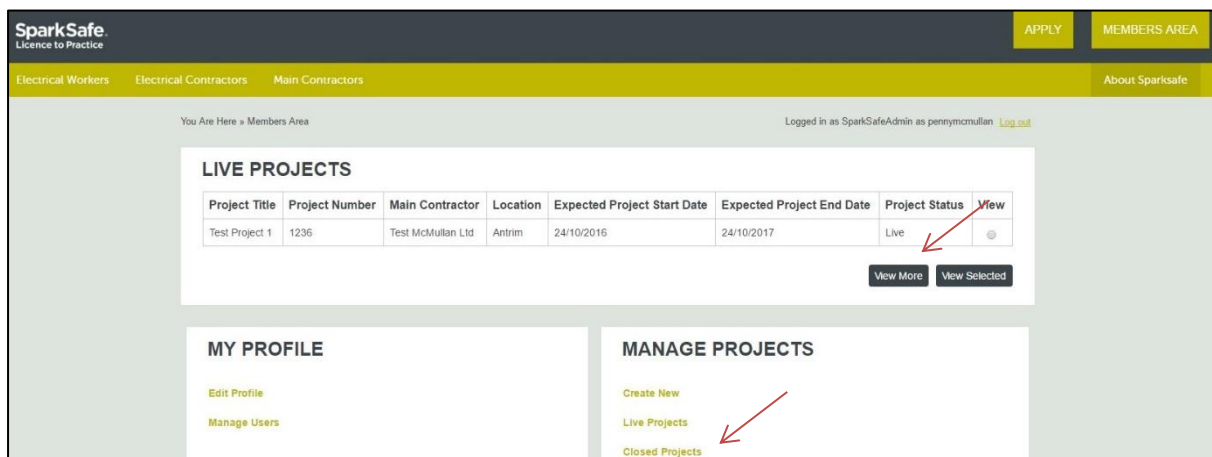 SparkSafe.
Licence to Practice
APPLY
MEMBERS AREA
Electrical Workers Electrical Contractors Main Contractors About Sparksafe
You Are Here » Members Area Logged in as SparkSafeAdmin as pennymcmullan Log out
LIVE PROJECTS
Project Title Project Number Main Contractor Location Expected Project Start Date Expected Project End Date Project Status View
Test Project 1 1236 Test McMullan Ltd Antrim 24/10/2016 24/10/2017 Live
View More View Selected
MY PROFILE
Edit Profile
Manage Users
MANAGE PROJECTS
Create New
Live Projects
Closed Projects